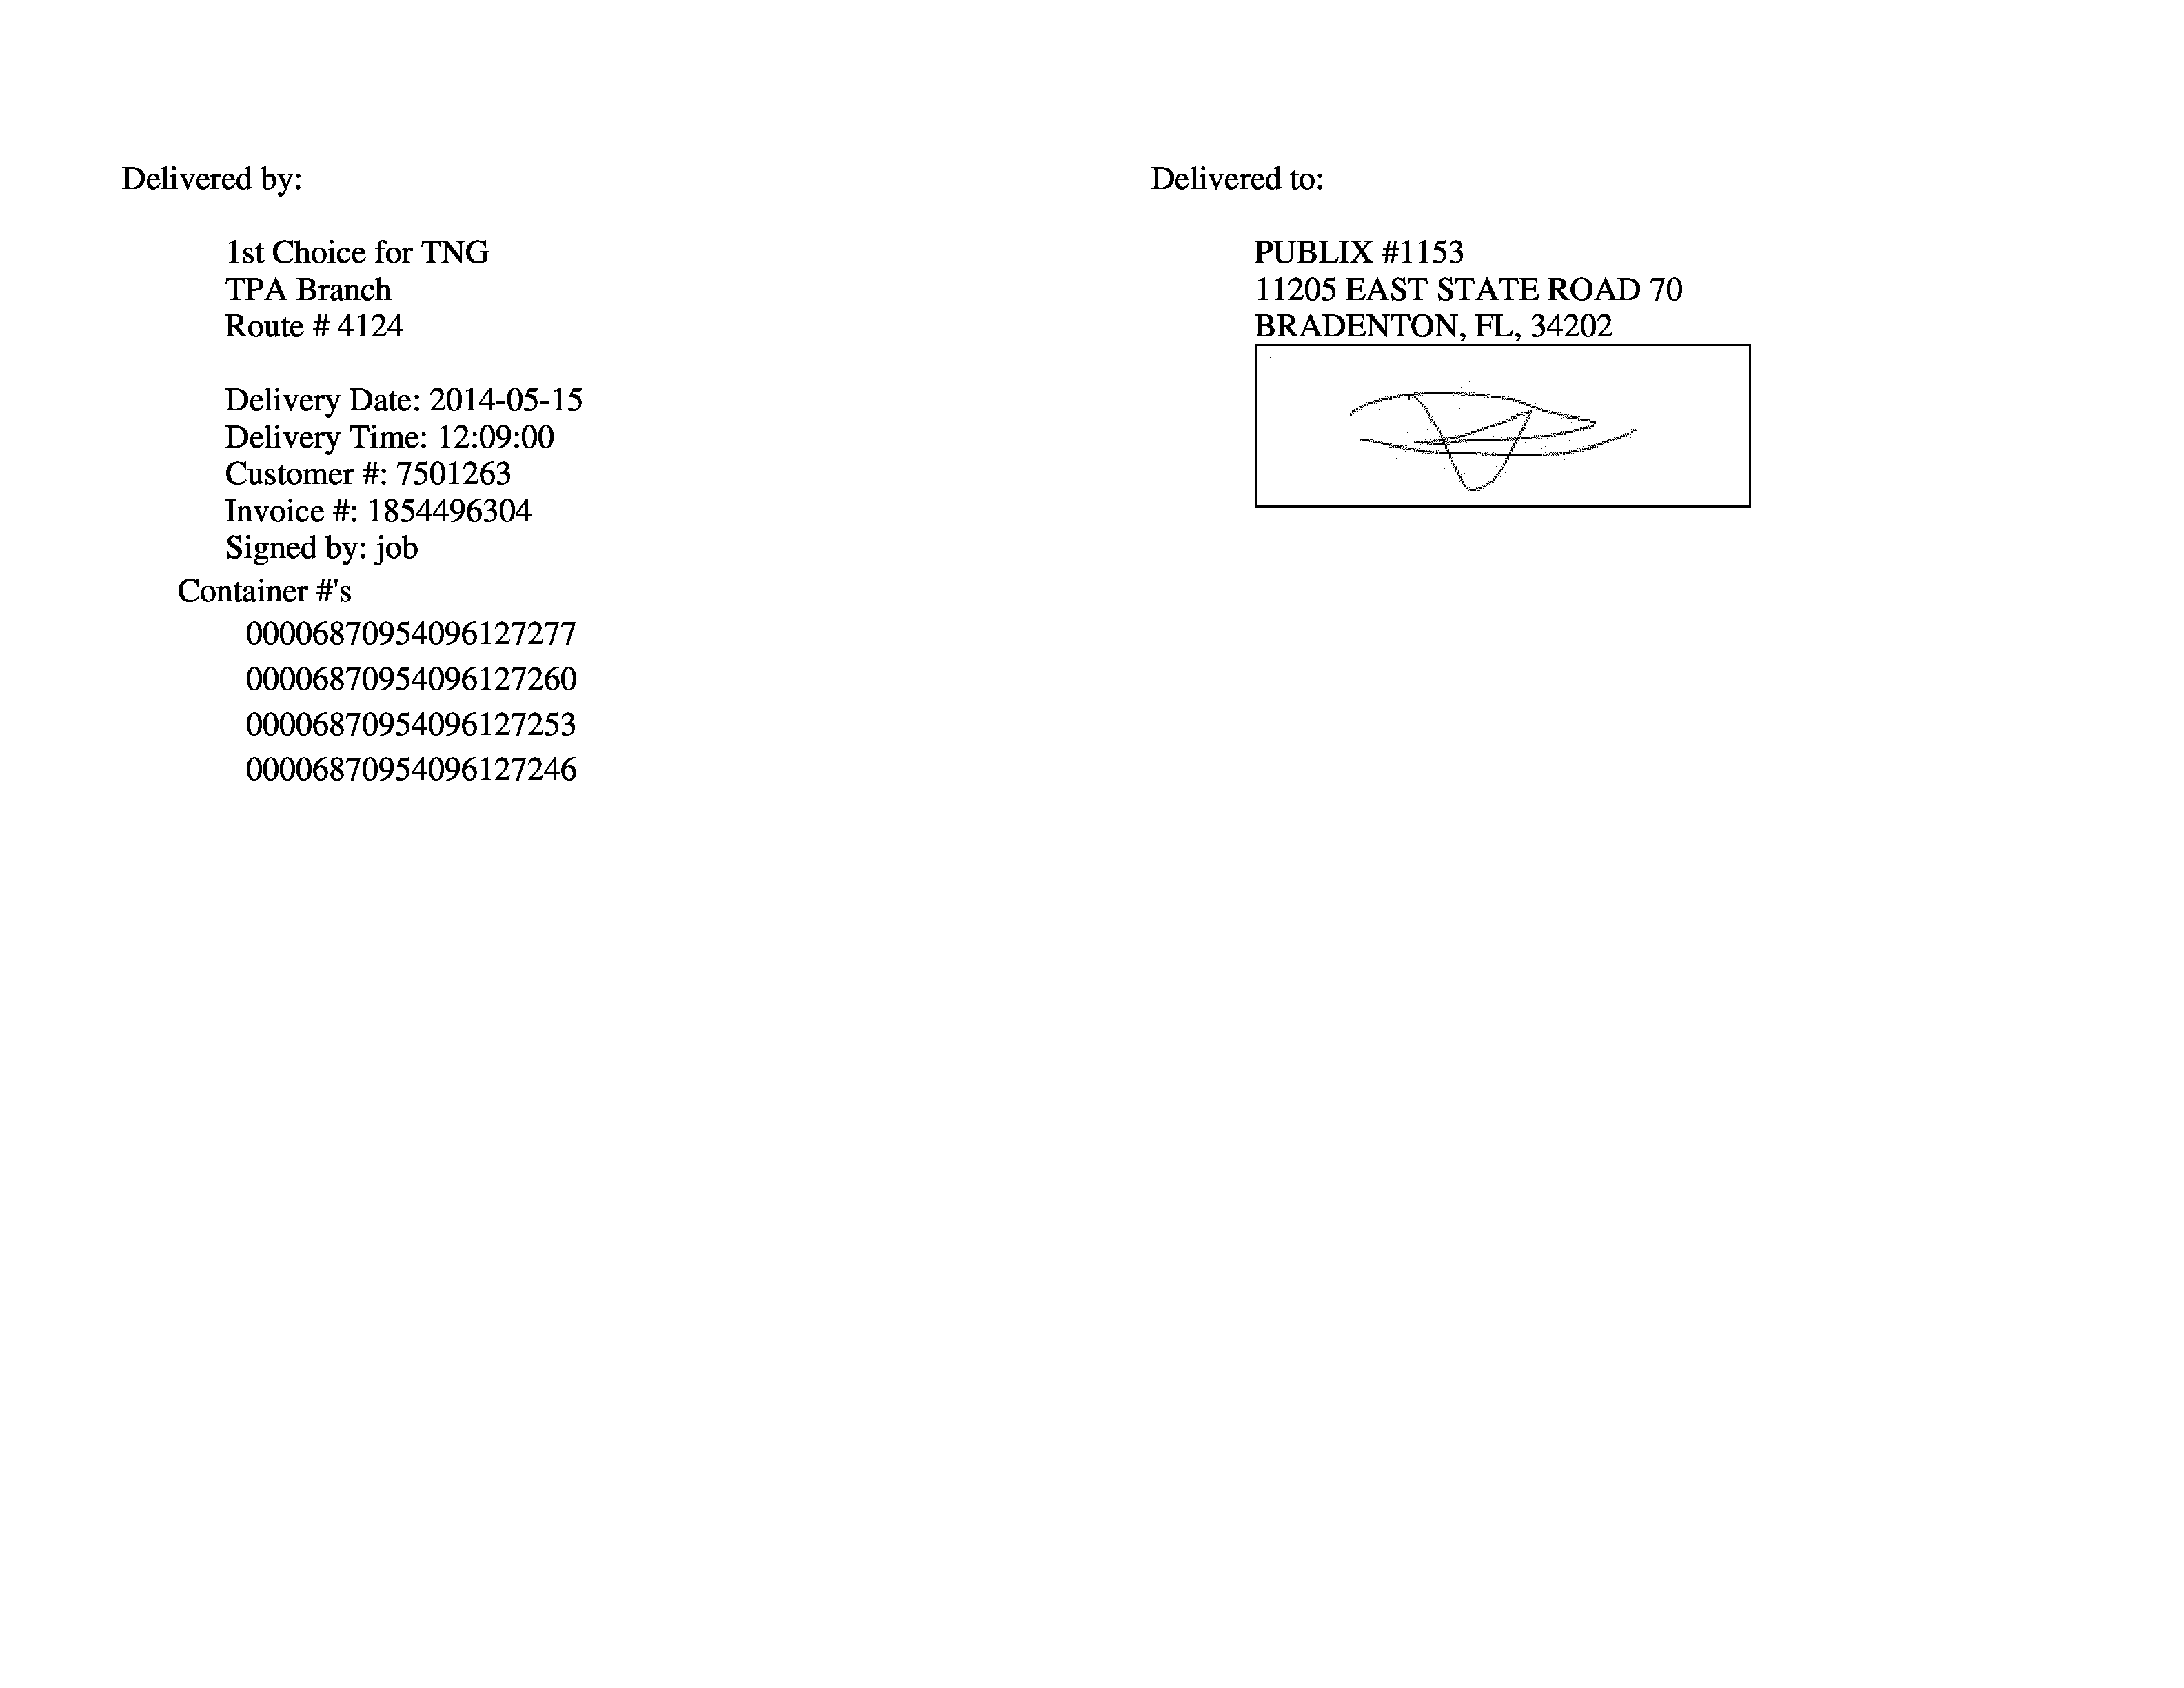 Delivered by:
1st Choice for TNG
TPA Branch
Route # 4124
Delivery Date: 2014-05-15
Delivery Time: 12:09:00
Customer #: 7501263
Invoice #: 1854496304
Signed by: job
Container #'s
00006870954096127277
00006870954096127260
00006870954096127253
00006870954096127246
Delivered to:
PUBLIX #1153
11205 EAST STATE ROAD 70
BRADENTON, FL, 34202